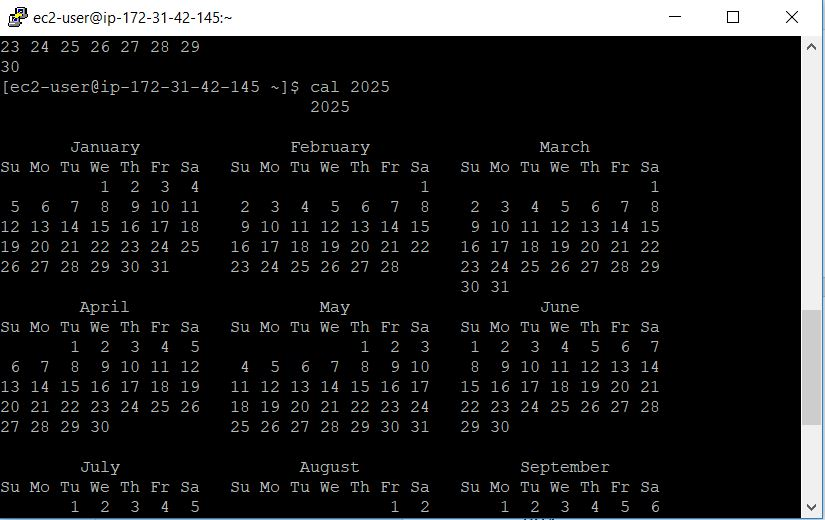 ec2-user@ip-172-31-42-145:~
23 24 25 26 27 28 29
30
[ec2-user@ip-172-31-42-145 ~]$ cal 2025
                               2025

       January               February                 March
Su Mo Tu We Th Fr Sa   Su Mo Tu We Th Fr Sa   Su Mo Tu We Th Fr Sa
          1  2  3  4                      1                      1
 5  6  7  8  9 10 11    2  3  4  5  6  7  8    2  3  4  5  6  7  8
12 13 14 15 16 17 18    9 10 11 12 13 14 15    9 10 11 12 13 14 15
19 20 21 22 23 24 25   16 17 18 19 20 21 22   16 17 18 19 20 21 22
26 27 28 29 30 31      23 24 25 26 27 28      23 24 25 26 27 28 29
                                              30 31
        April                   May                   June
Su Mo Tu We Th Fr Sa   Su Mo Tu We Th Fr Sa   Su Mo Tu We Th Fr Sa
       1  2  3  4  5                1  2  3    1  2  3  4  5  6  7
 6  7  8  9 10 11 12    4  5  6  7  8  9 10    8  9 10 11 12 13 14
13 14 15 16 17 18 19   11 12 13 14 15 16 17   15 16 17 18 19 20 21
20 21 22 23 24 25 26   18 19 20 21 22 23 24   22 23 24 25 26 27 28
27 28 29 30            25 26 27 28 29 30 31   29 30

        July                  August                September
Su Mo Tu We Th Fr Sa   Su Mo Tu We Th Fr Sa   Su Mo Tu We Th Fr Sa
       1  2  3  4  5                   1  2       1  2  3  4  5  6